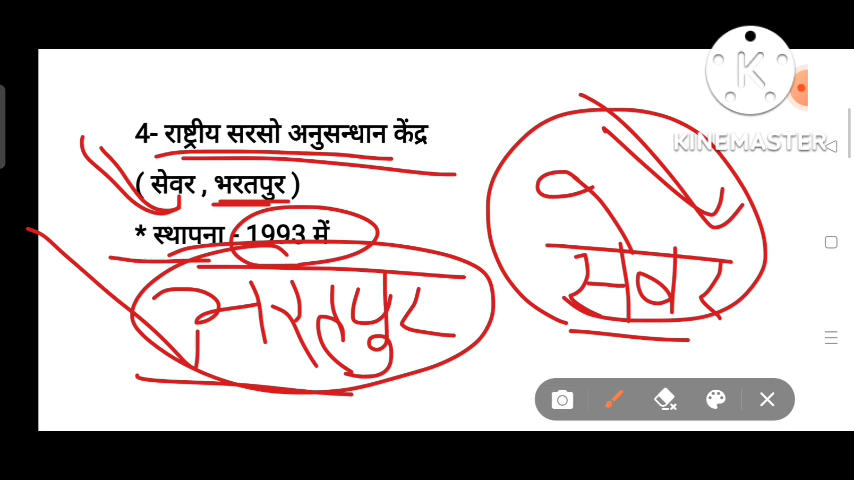 KINEMASTER
4- राष्ट्रीय सरसो अनुसन्धान केंद्र
( सेवर , भरतपुर )
* स्थापना - 1993 में
भरतपुर
सेवर